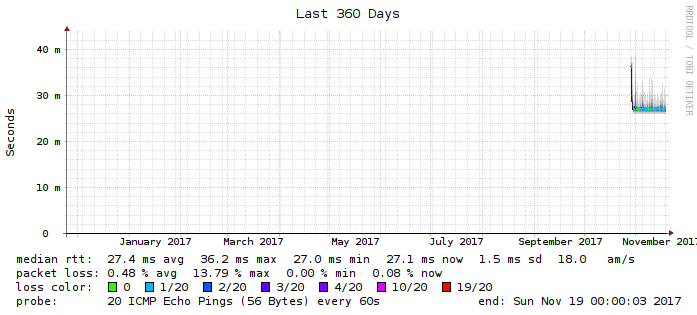 Last 360 Days
RRDTOOL / TOBI OETIKER
Seconds
40 m
30 m
20 m
10 m
0
January 2017 March 2017 May 2017 July 2017 September 2017 November 2017
median rtt: 27.4 ms avg 36.2 ms max 27.0 ms min 27.1 ms now 1.5 ms sd 18.0 am/s
packet loss: 0.48 % avg 13.79 % max 0.00 % min 0.08 % now
loss color: 0 1/20 2/20 3/20 4/20 10/20 19/20
probe: 20 ICMP Echo Pings (56 Bytes) every 60s end: Sun Nov 19 00:00:03 2017